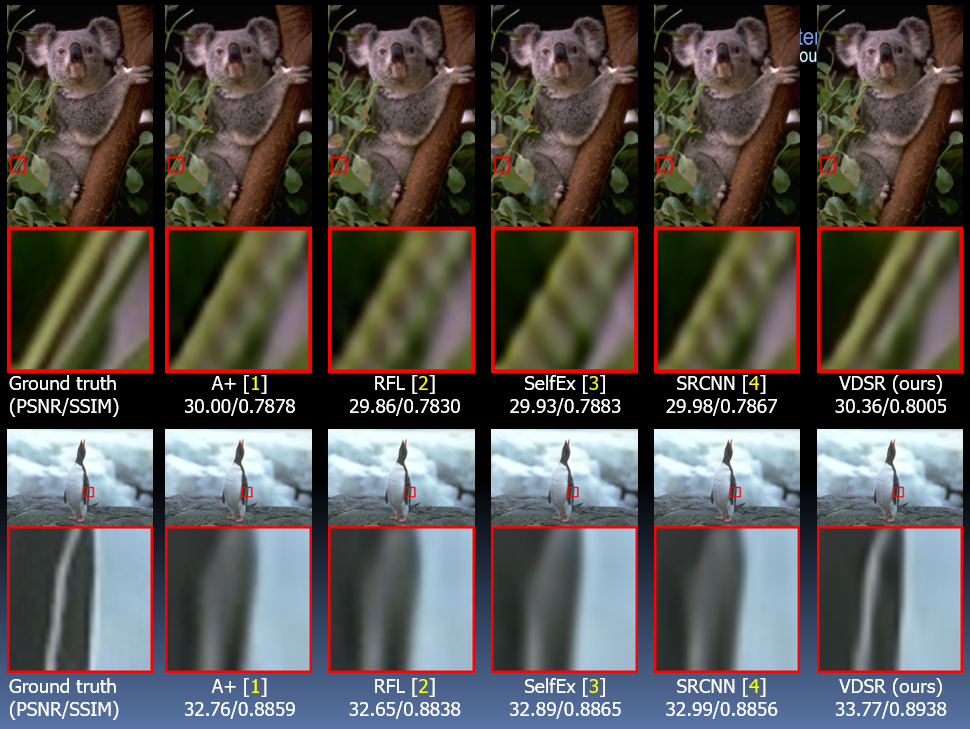 ter
ou
Ground truth
(PSNR/SSIM)
A+ [1]
30.00/0.7878
RFL [2]
29.86/0.7830
SelfEx [3]
29.93/0.7883
SRCNN [4]
29.98/0.7867
VDSR (ours)
30.36/0.8005
Ground truth
(PSNR/SSIM)
A+ [1]
32.76/0.8859
RFL [2]
32.65/0.8838
SelfEx [3]
32.89/0.8865
SRCNN [4]
32.99/0.8856
VDSR (ours)
33.77/0.8938